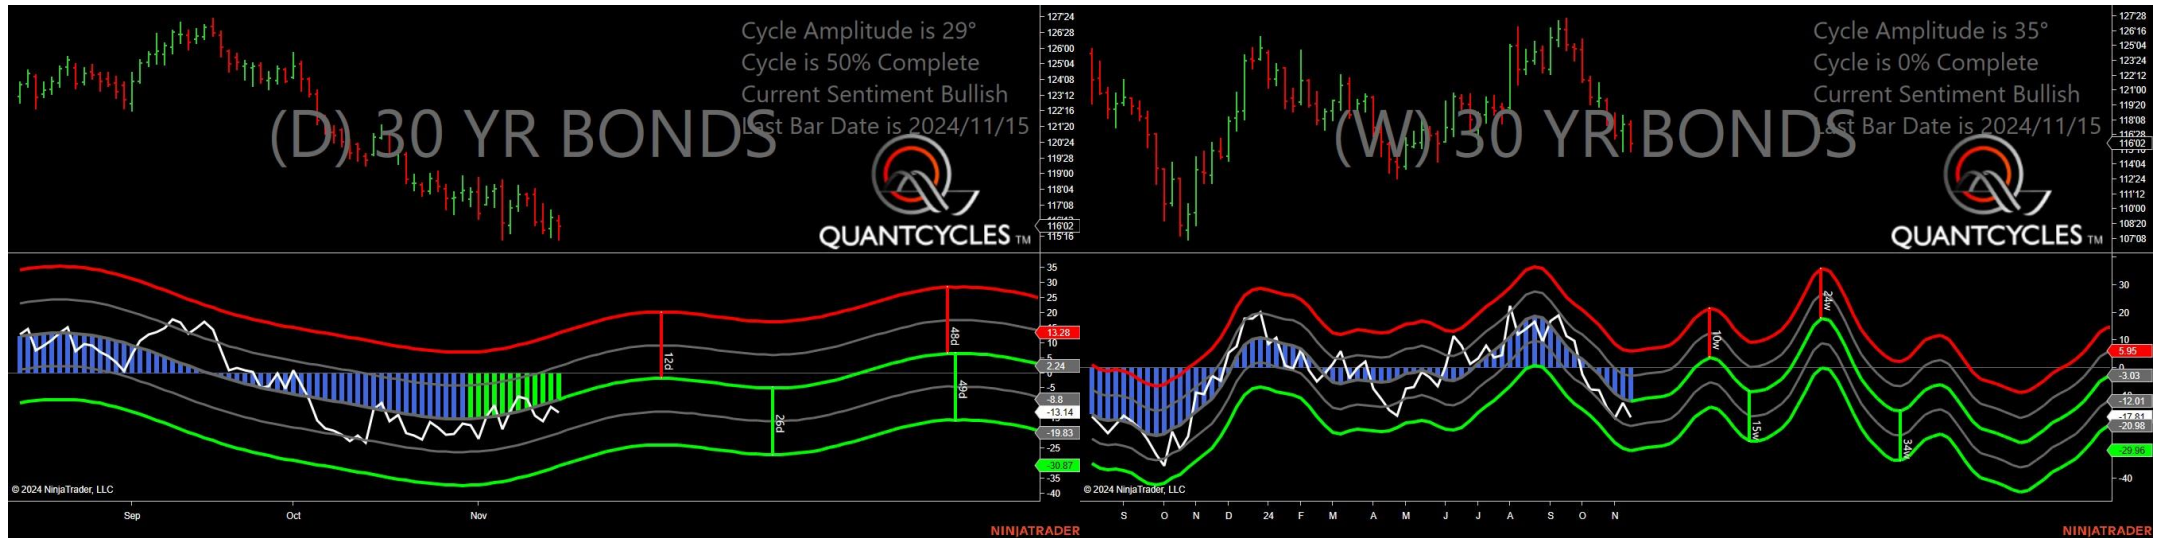 Cycle Amplitude is 29°
Cycle is 50% Complete
Current Sentiment Bullish
Last Bar Date is 2024/11/15
(D) 30 YR BONDS
QUANTCYCLES TM
127'24
126'28
126'00
125'04
124'08
123'12
122'16
121'20
120'24
119'28
119'00
118'04
117'08
116'02
115'16
35
30
25
20
13.28
10
5
2.24
0
-5
-8.8
-13.14
-19.83
-25
-30.87
-35
-40
12d
26d
48d
49d
© 2024 NinjaTrader, LLC
Sep
Oct
Nov
NINJATRADER
Cycle Amplitude is 35°
Cycle is 0% Complete
Current Sentiment Bullish
Last Bar Date is 2024/11/15
(W) 30 YR BONDS
QUANTCYCLES TM
127'28
126'16
125'04
123'24
122'12
121'00
119'20
118'08
116'28
116'02
114'04
112'24
111'12
110'00
108'20
107'08
30
20
10
5.95
0
-3.03
-12.01
-17.81
-20.98
-29.96
-40
10w
15w
24w
34w
© 2024 NinjaTrader, LLC
S
O
N
D
24
F
M
A
M
J
J
A
S
O
N
NINJATRADER